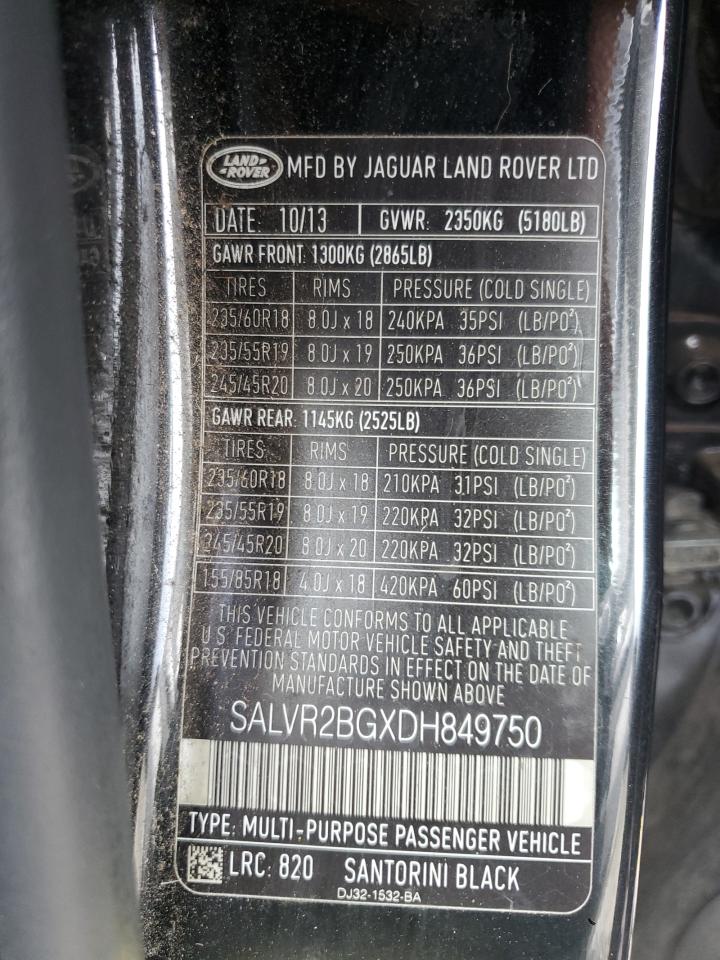 LAND ROVER MFD BY JAGUAR LAND ROVER LTD
DATE: 10/13 GVWR: 2350KG (5180LB)
GAWR FRONT: 1300KG (2865LB)
TIRES RIMS PRESSURE (COLD SINGLE)
235/60R18 8.0J x 18 240KPA 35PSI (LB/PO²)
235/55R19 8.0J x 19 250KPA 36PSI (LB/PO²)
245/45R20 8.0J x 20 250KPA 36PSI (LB/PO²)
GAWR REAR: 1145KG (2525LB)
TIRES RIMS PRESSURE (COLD SINGLE)
235/60R18 8.0J x 18 210KPA 31PSI (LB/PO²)
235/55R19 8.0J x 19 220KPA 32PSI (LB/PO²)
245/45R20 8.0J x 20 220KPA 32PSI (LB/PO²)
155/85R18 4.0J x 18 420KPA 60PSI (LB/PO²)
THIS VEHICLE CONFORMS TO ALL APPLICABLE
U.S. FEDERAL MOTOR VEHICLE SAFETY AND THEFT
PREVENTION STANDARDS IN EFFECT ON THE DATE OF
MANUFACTURE SHOWN ABOVE
SALVR2BGXDH849750
TYPE: MULTI-PURPOSE PASSENGER VEHICLE
LRC: 820 SANTORINI BLACK
DJ32-1532-BA